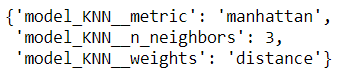 {'model_KNN__metric': 'manhattan',
 'model_KNN__n_neighbors': 3,
 'model_KNN__weights': 'distance'}